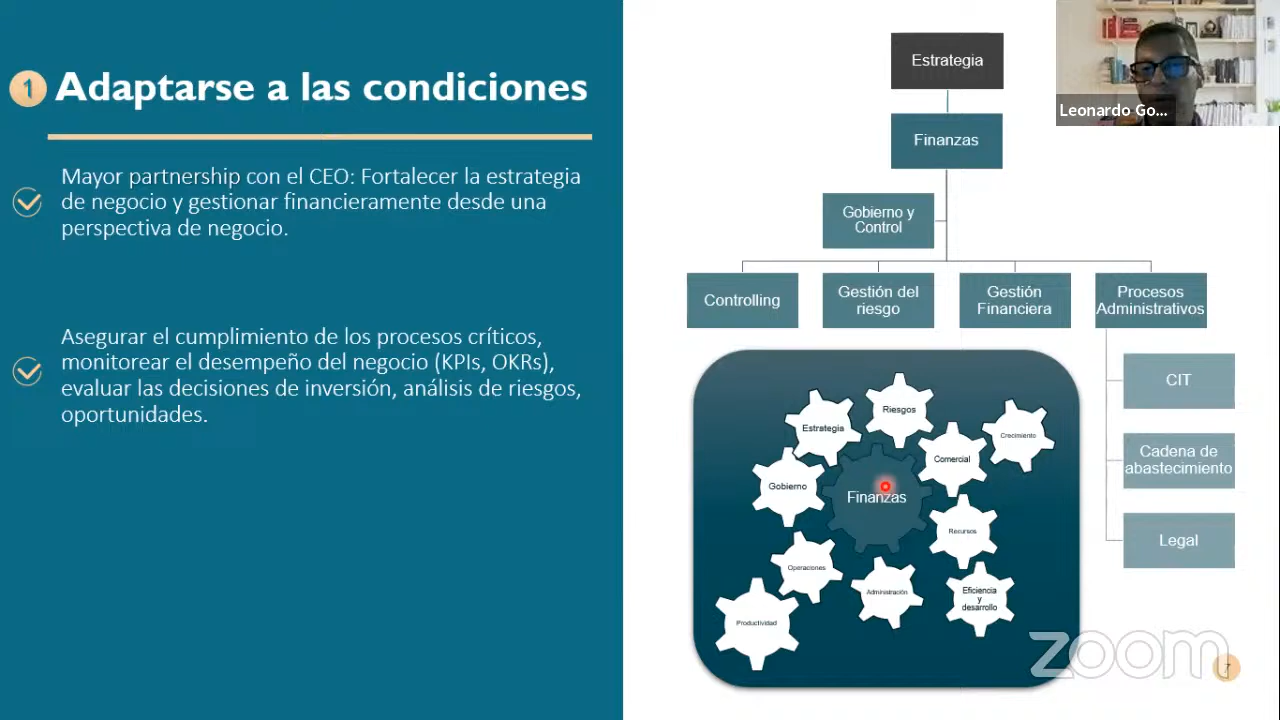 1 Adaptarse a las condiciones
Mayor partnership con el CEO: Fortalecer la estrategia
de negocio y gestionar financieramente desde una
perspectiva de negocio.
Asegurar el cumplimiento de los procesos críticos,
monitorear el desempeño del negocio (KPIs, OKRs),
evaluar las decisiones de inversión, análisis de riesgos,
oportunidades.
Estrategia
Finanzas
Gobierno y
Control
Controlling
Gestión del
riesgo
Gestión
Financiera
Procesos
Administrativos
CIT
Cadena de
abastecimiento
Legal
Riesgos
Estrategia
Crecimiento
Comercial
Gobierno
Finanzas
Recursos
Operaciones
Administración
Eficiencia
y
desarrollo
Productividad
Leonardo Go...
zoom
7